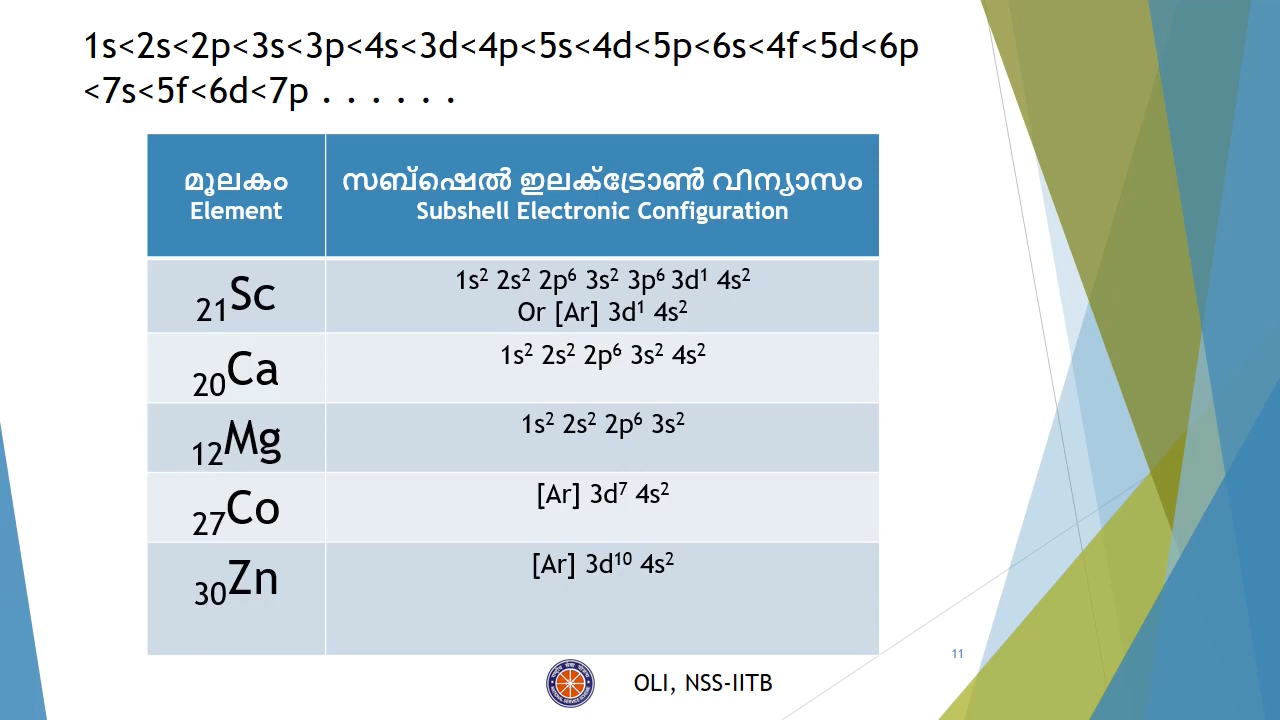 1s<2s<2p<3s<3p<4s<3d<4p<5s<4d<5p<6s<4f<5d<6p
<7s<5f<6d<7p . . . . . .
മൂലകം
Element
സബ്ഷെൽ ഇലക്ട്രോൺ വിന്യാസം
Subshell Electronic Configuration
₂₁Sc
1s² 2s² 2p⁶ 3s² 3p⁶ 3d¹ 4s²
Or [Ar] 3d¹ 4s²
₂₀Ca
1s² 2s² 2p⁶ 3s² 4s²
₁₂Mg
1s² 2s² 2p⁶ 3s²
₂₇Co
[Ar] 3d⁷ 4s²
₃₀Zn
[Ar] 3d¹⁰ 4s²
11
OLI, NSS-IITB